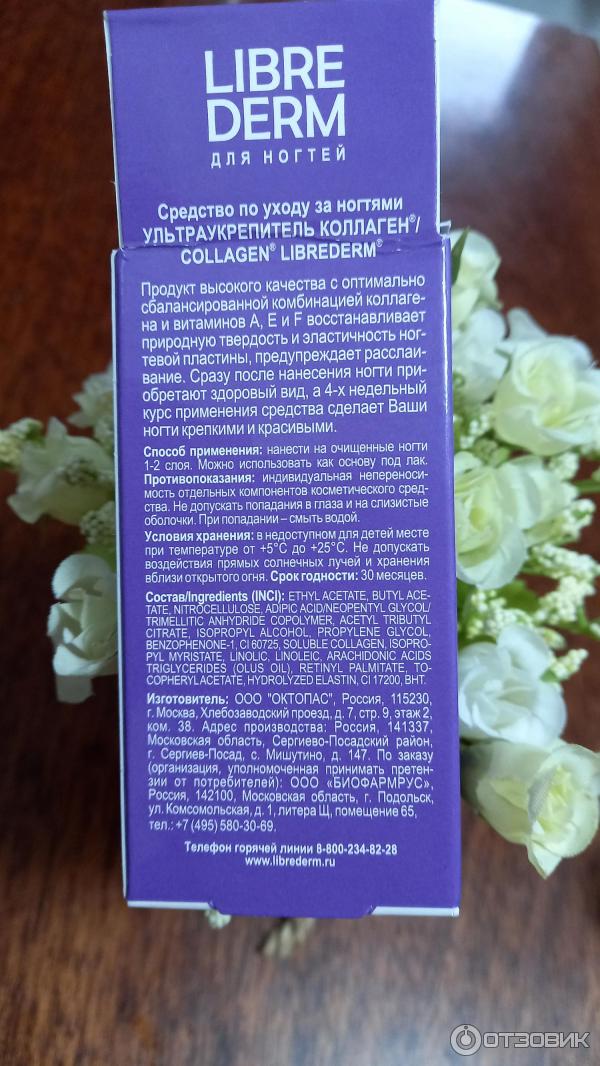 LIBRE
DERM
ДЛЯ НОГТЕЙ
Средство по уходу за ногтями
УЛЬТРАУКРЕПИТЕЛЬ КОЛЛАГЕН®/
COLLAGEN® LIBREDERM®
Продукт высокого качества с оптимально
сбалансированной комбинацией коллаге-
на и витаминов А, Е и F восстанавливает
природную твердость и эластичность ног-
тевой пластины, предупреждает расслаи-
вание. Сразу после нанесения ногти при-
обретают здоровый вид, а 4-х недельный
курс применения средства сделает Ваши
ногти крепкими и красивыми.
Способ применения: нанести на очищенные ногти
1-2 слоя. Можно использовать как основу под лак.
Противопоказания: индивидуальная непереноси-
мость отдельных компонентов косметического сред-
ства. Не допускать попадания в глаза и на слизистые
оболочки. При попадании – смыть водой.
Условия хранения: в недоступном для детей месте
при температуре от +5°С до +25°С. Не допускать
воздействия прямых солнечных лучей и хранения
вблизи открытого огня. Срок годности: 30 месяцев.
Состав/Ingredients (INCI): ETHYL ACETATE, BUTYL ACE-
TATE, NITROCELLULOSE, ADIPIC ACID/NEOPENTYL GLYCOL/
TRIMELLITIC ANHYDRIDE COPOLYMER, ACETYL TRIBUTYL
CITRATE, ISOPROPYL ALCOHOL, PROPYLENE GLYCOL,
BENZOPHENONE-1, CI 60725, SOLUBLE COLLAGEN, ISOPRO-
PYL MYRISTATE, LINOLIC, LINOLEIC, ARACHIDONIC ACIDS
TRIGLYCERIDES (OLUS OIL), RETINYL PALMITATE, TO-
COPHERYL ACETATE, HYDROLYZED ELASTIN, CI 17200, BHT.
Изготовитель: ООО "ОКТОПАС", Россия, 115230,
г. Москва, Хлебозаводский проезд, д. 7, стр. 9, этаж 2,
ком. 38. Адрес производства: Россия, 141337,
Московская область, Сергиево-Посадский район,
г. Сергиев-Посад, с. Мишутино, д. 147. По заказу
(организация, уполномоченная принимать претен-
зии от потребителей): ООО «БИОФАРМРУС»,
Россия, 142100, Московская область, г. Подольск,
ул. Комсомольская, д. 1, литера Щ, помещение 65,
тел.: +7 (495) 580-30-69.
Телефон горячей линии 8-800-234-82-28
www.librederm.ru
ОТЗОВИК